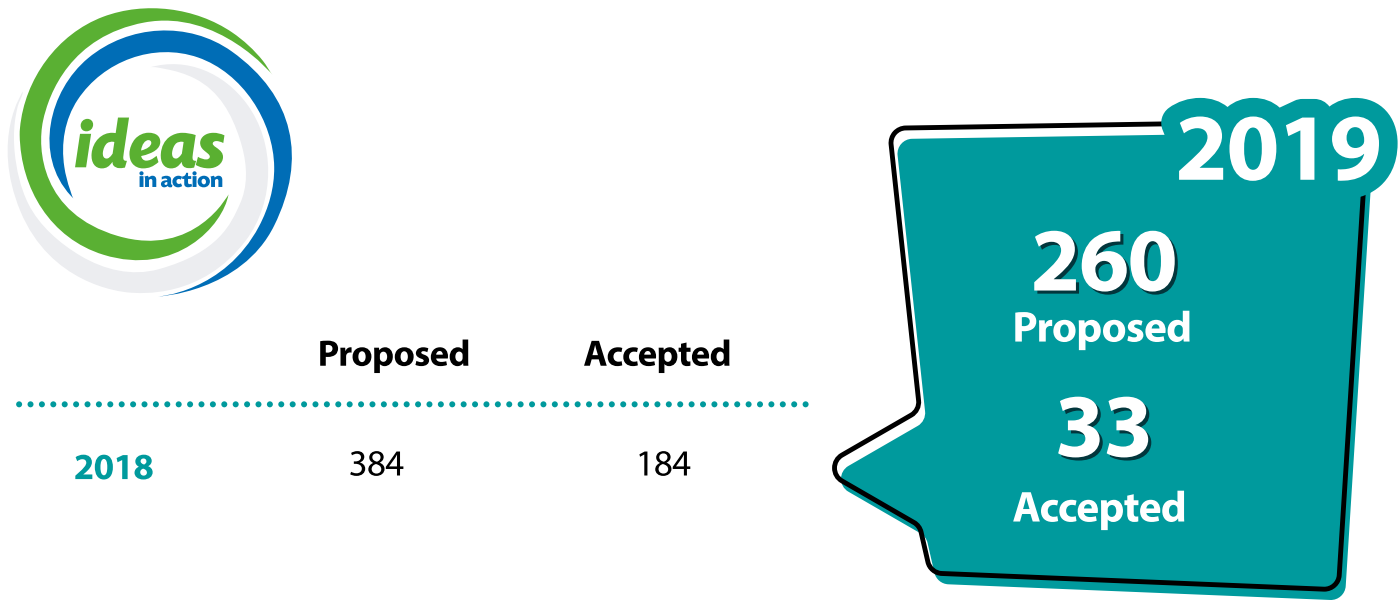 ideas
in action
Proposed Accepted
2018 384 184
2019
260
Proposed
33
Accepted